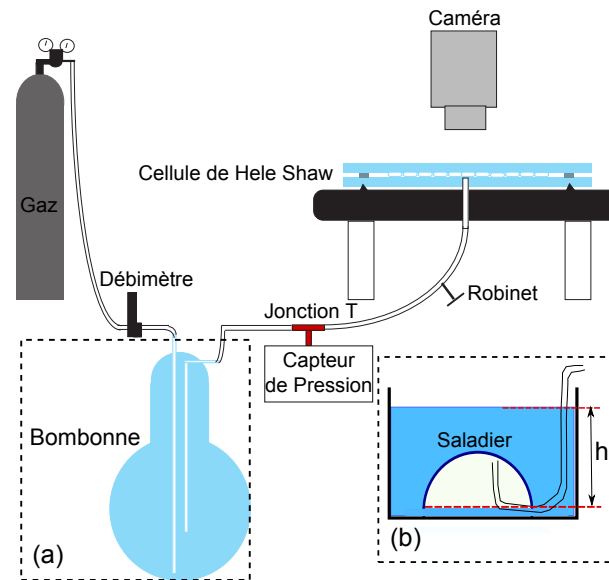 Caméra
Cellule de Hele Shaw
Gaz
Débimètre
Jonction T
Robinet
Capteur
de Pression
Bombonne
Saladier
h
(a)
(b)